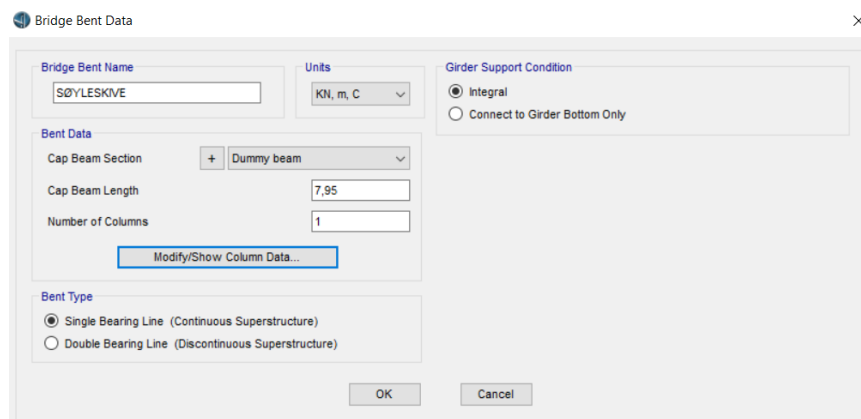 Bridge Bent Data
Bridge Bent Name
SØYLESKIVE
Units
KN, m, C
Girder Support Condition
Integral
Connect to Girder Bottom Only
Bent Data
Cap Beam Section + Dummy beam
Cap Beam Length 7,95
Number of Columns 1
Modify/Show Column Data...
Bent Type
Single Bearing Line (Continuous Superstructure)
Double Bearing Line (Discontinuous Superstructure)
OK Cancel